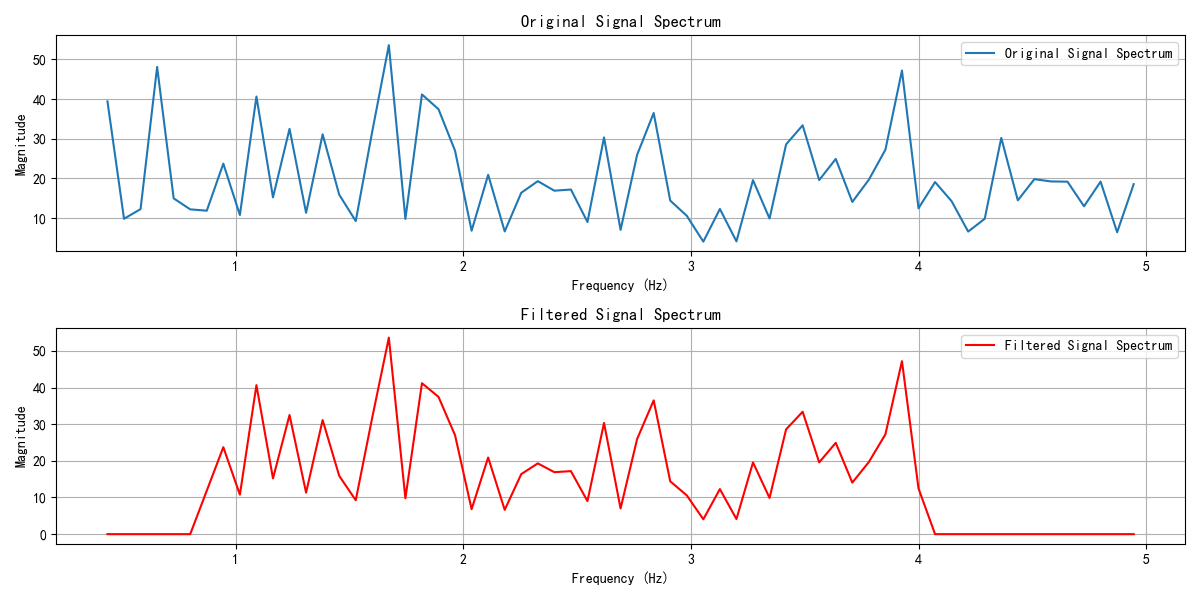 Original Signal Spectrum
Original Signal Spectrum
Magnitude
50
40
30
20
10
1 2 3 4 5
Frequency (Hz)
Filtered Signal Spectrum
Filtered Signal Spectrum
Magnitude
50
40
30
20
10
0
1 2 3 4 5
Frequency (Hz)